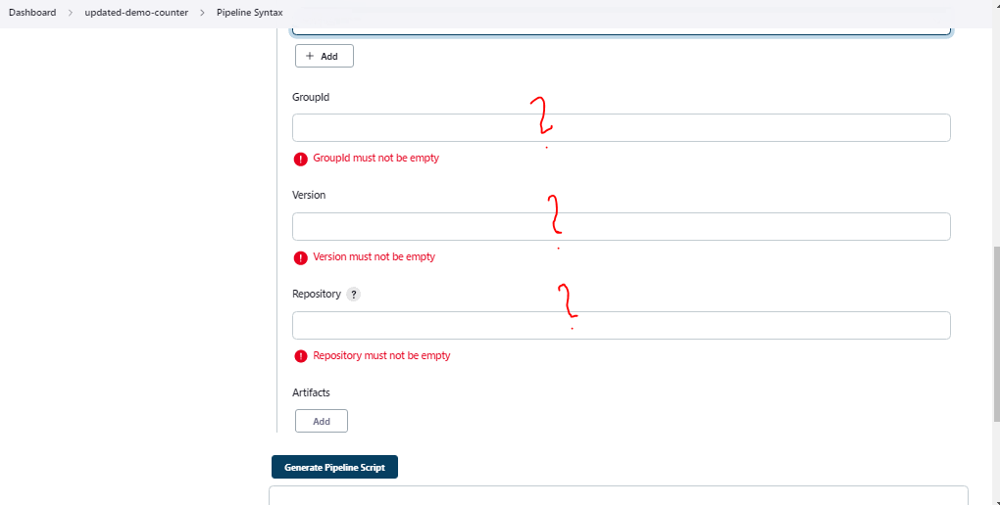 Dashboard > updated-demo-counter > Pipeline Syntax
+ Add
GroupId
?
! GroupId must not be empty
Version
?
! Version must not be empty
Repository ?
?
! Repository must not be empty
Artifacts
Add
Generate Pipeline Script